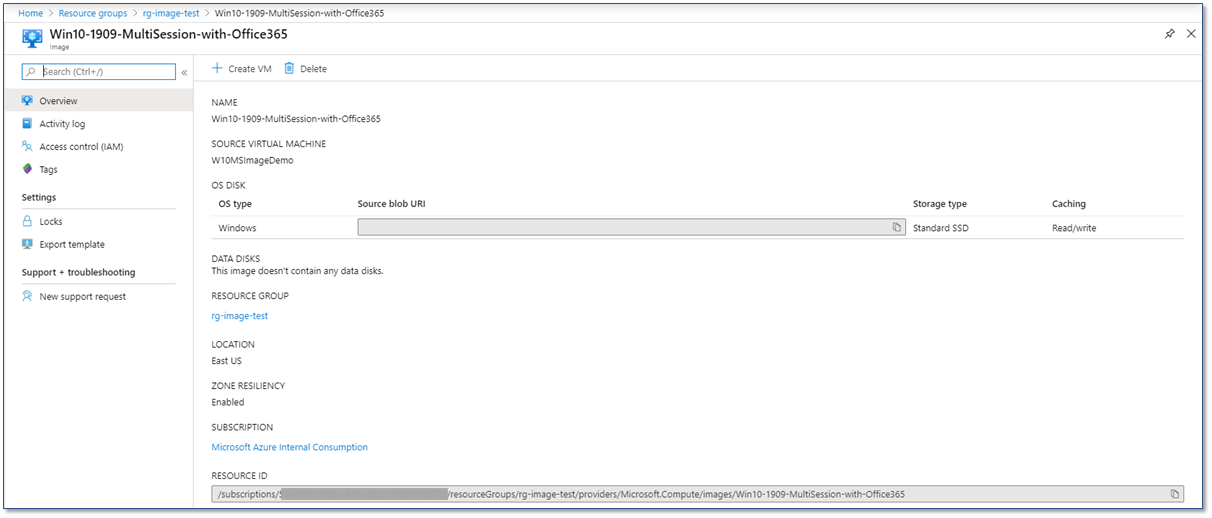 Home > Resource groups > rg-image-test > Win10-1909-MultiSession-with-Office365
Win10-1909-MultiSession-with-Office365
Image
Search (Ctrl+/)
«
Overview
Activity log
Access control (IAM)
Tags
Settings
Locks
Export template
Support + troubleshooting
New support request
Create VM Delete
NAME
Win10-1909-MultiSession-with-Office365
SOURCE VIRTUAL MACHINE
W10MSImageDemo
OS DISK
OS type Source blob URI Storage type Caching
Windows Standard SSD Read/write
DATA DISKS
This image doesn't contain any data disks.
RESOURCE GROUP
rg-image-test
LOCATION
East US
ZONE RESILIENCY
Enabled
SUBSCRIPTION
Microsoft Azure Internal Consumption
RESOURCE ID
/subscriptions/ /resourceGroups/rg-image-test/providers/Microsoft.Compute/images/Win10-1909-MultiSession-with-Office365